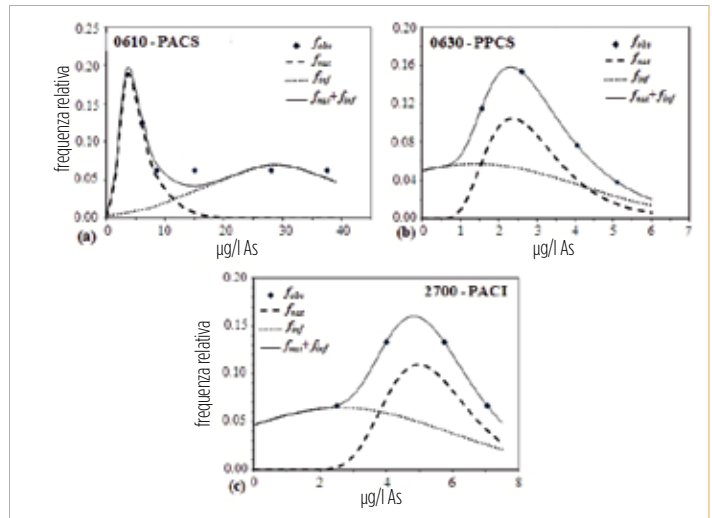 0610 - PACS
f_obs
f_nat
f_inf
f_nat+f_inf
frequenza relativa
0.25
0.20
0.15
0.10
0.05
0.00
0 10 20 30 40
(a)
µg/l As
0630 - PPCS
f_obs
f_nat
f_inf
f_nat+f_inf
0.20
0.16
0.12
0.08
0.04
0.00
0 1 2 3 4 5 6 7
(b)
µg/l As
2700 - PACI
f_obs
f_nat
f_inf
f_nat+f_inf
frequenza relativa
0.20
0.15
0.10
0.05
0.00
0 2 4 6 8
(c)
µg/l As